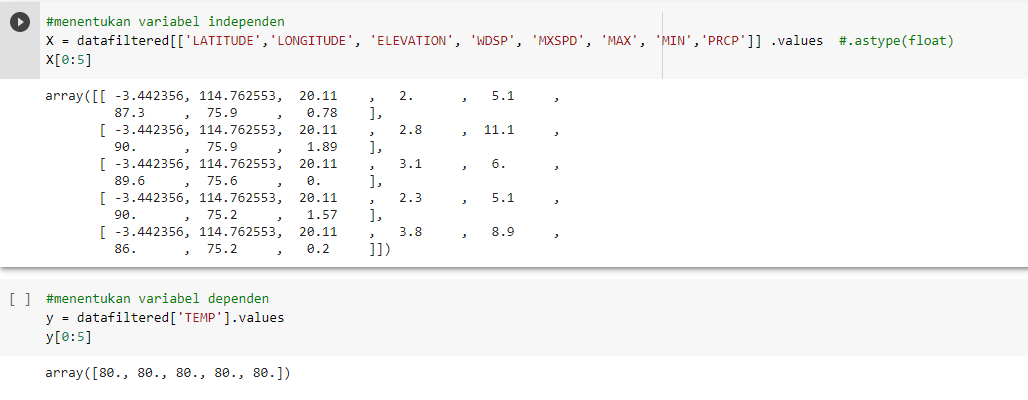 #menentukan variabel independen
X = datafiltered[['LATITUDE','LONGITUDE', 'ELEVATION', 'WDSP', 'MXSPD', 'MAX', 'MIN','PRCP']] .values  #.astype(float)
X[0:5]
array([[ -3.442356, 114.762553,  20.11    ,   2.      ,   5.1     ,
         87.3     ,  75.9     ,   0.78    ],
       [ -3.442356, 114.762553,  20.11    ,   2.8     ,  11.1     ,
         90.      ,  75.9     ,   1.89    ],
       [ -3.442356, 114.762553,  20.11    ,   3.1     ,   6.      ,
         89.6     ,  75.6     ,   0.      ],
       [ -3.442356, 114.762553,  20.11    ,   2.3     ,   5.1     ,
         90.      ,  75.2     ,   1.57    ],
       [ -3.442356, 114.762553,  20.11    ,   3.8     ,   8.9     ,
         86.      ,  75.2     ,   0.2     ]])
[ ] #menentukan variabel dependen
y = datafiltered['TEMP'].values
y[0:5]
array([80., 80., 80., 80., 80.])